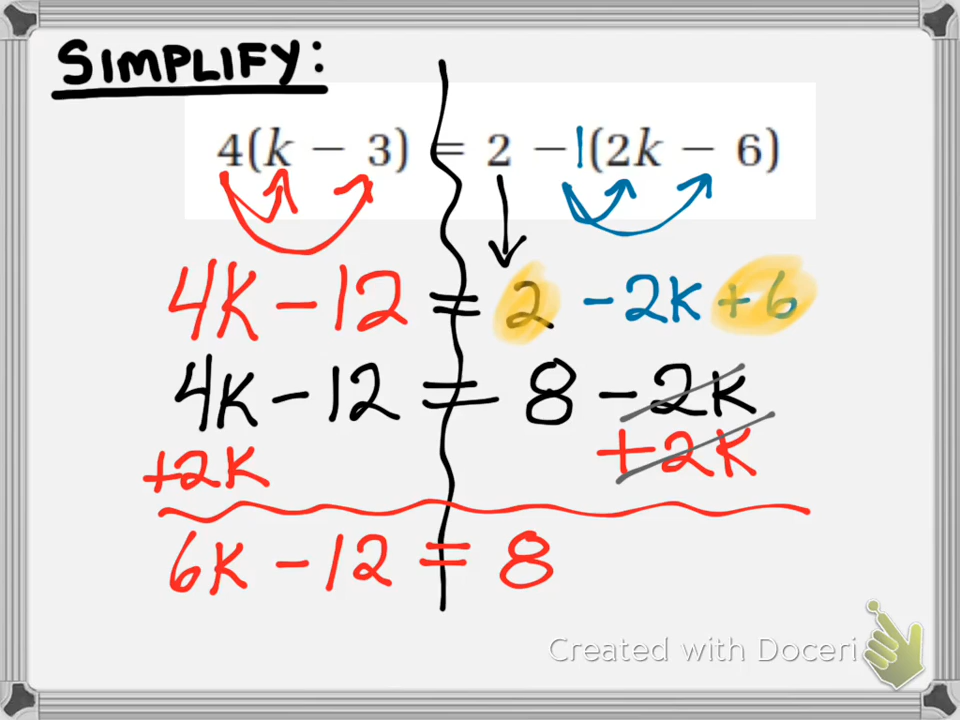 SIMPLIFY:
4(k − 3) = 2 −1(2k − 6)
4K − 12 = 2 − 2K + 6
4K − 12 = 8 − 2K
+2K +2K
6K − 12 = 8
Created with Doceri